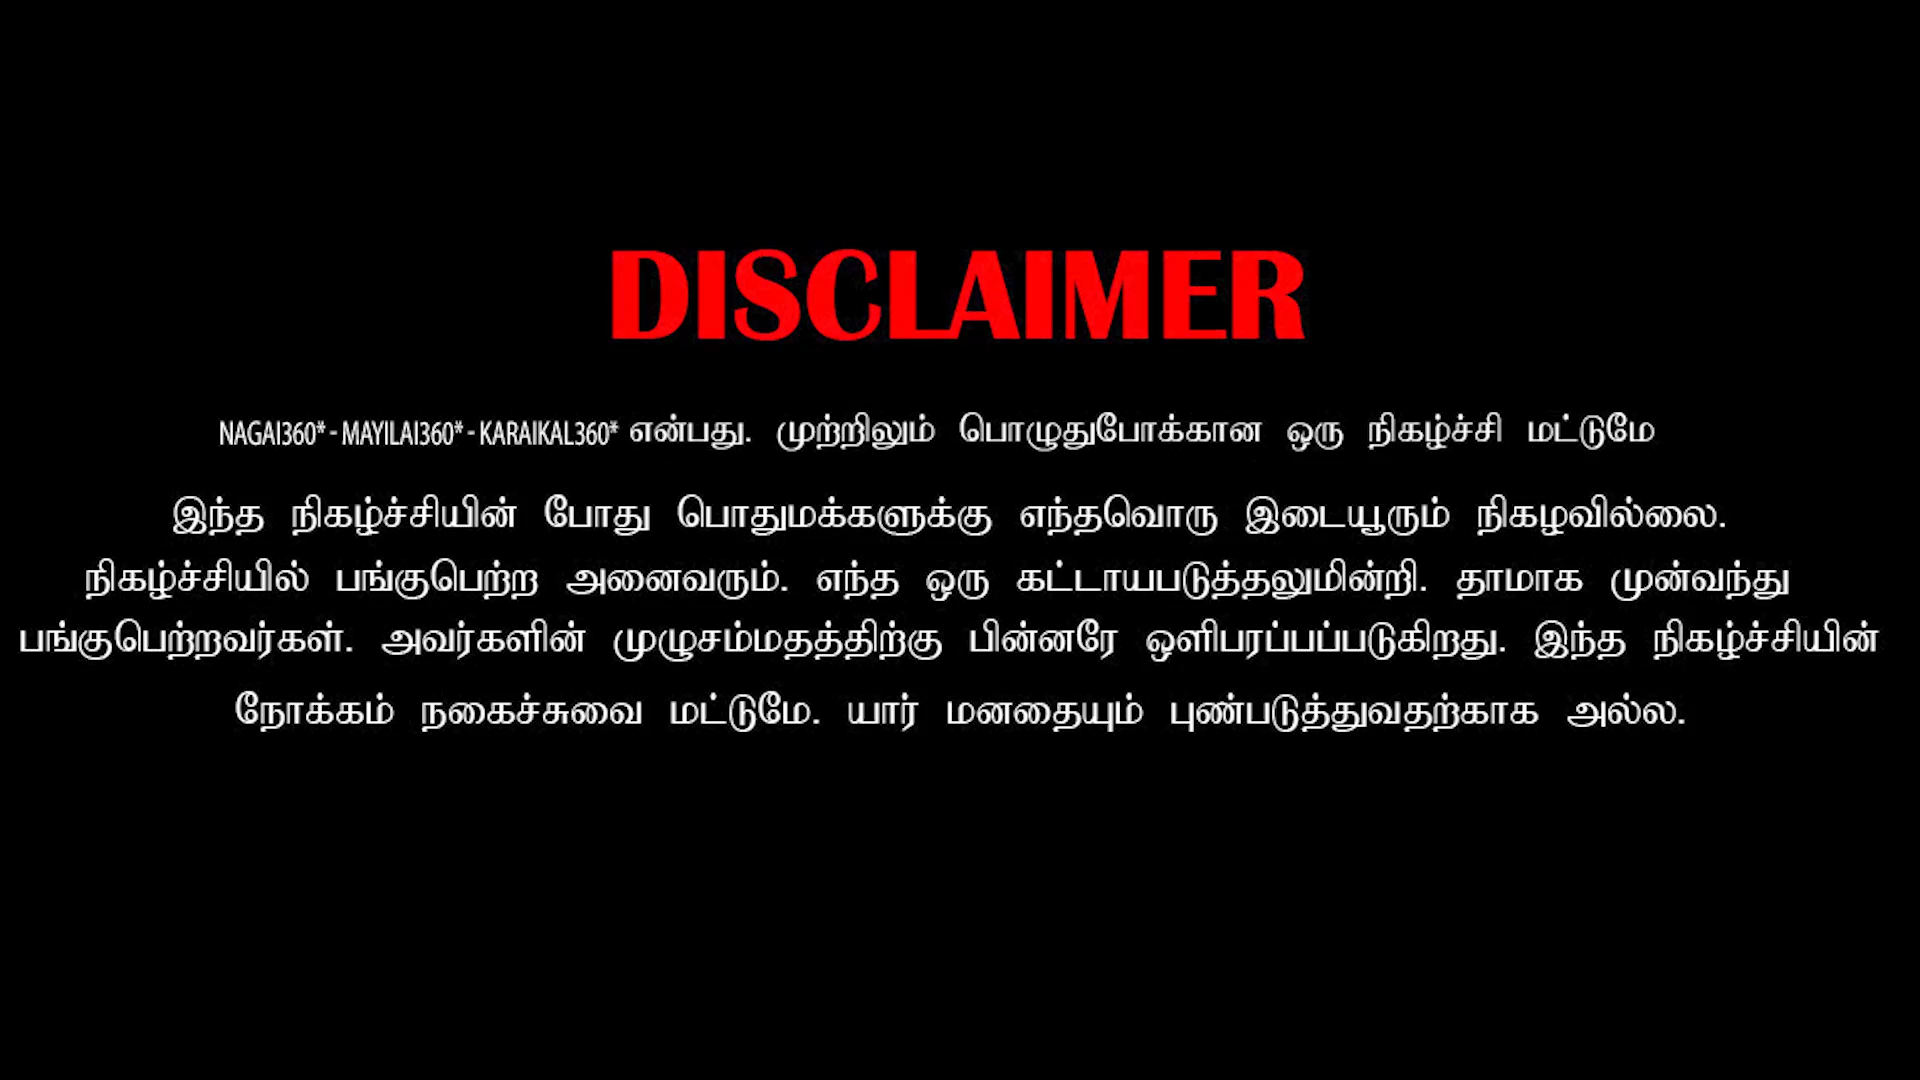 DISCLAIMER
NAGAI360* - MAYILAI360* - KARAIKAL360* என்பது. முற்றிலும் பொழுதுபோக்கான ஒரு நிகழ்ச்சி மட்டுமே
இந்த நிகழ்ச்சியின் போது பொதுமக்களுக்கு எந்தவொரு இடையூரும் நிகழவில்லை.
நிகழ்ச்சியில் பங்குபெற்ற அனைவரும். எந்த ஒரு கட்டாயபடுத்தலுமின்றி. தாமாக முன்வந்து
பங்குபெற்றவர்கள். அவர்களின் முழுசம்மதத்திற்கு பின்னரே ஒளிபரப்பப்படுகிறது. இந்த நிகழ்ச்சியின்
நோக்கம் நகைச்சுவை மட்டுமே. யார் மனதையும் புண்படுத்துவதற்காக அல்ல.